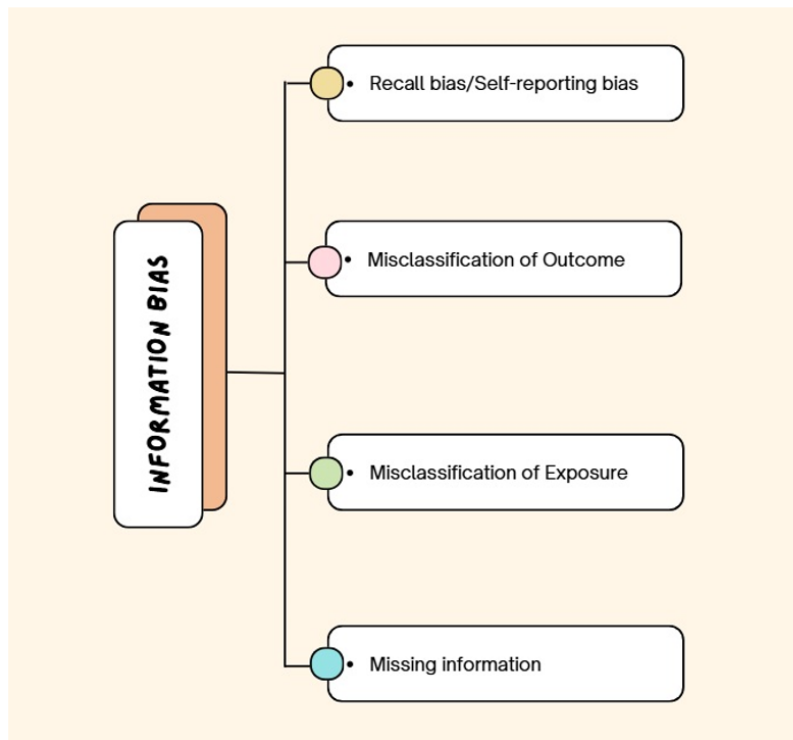 INFORMATION BIAS
• Recall bias/Self-reporting bias
• Misclassification of Outcome
• Misclassification of Exposure
• Missing information